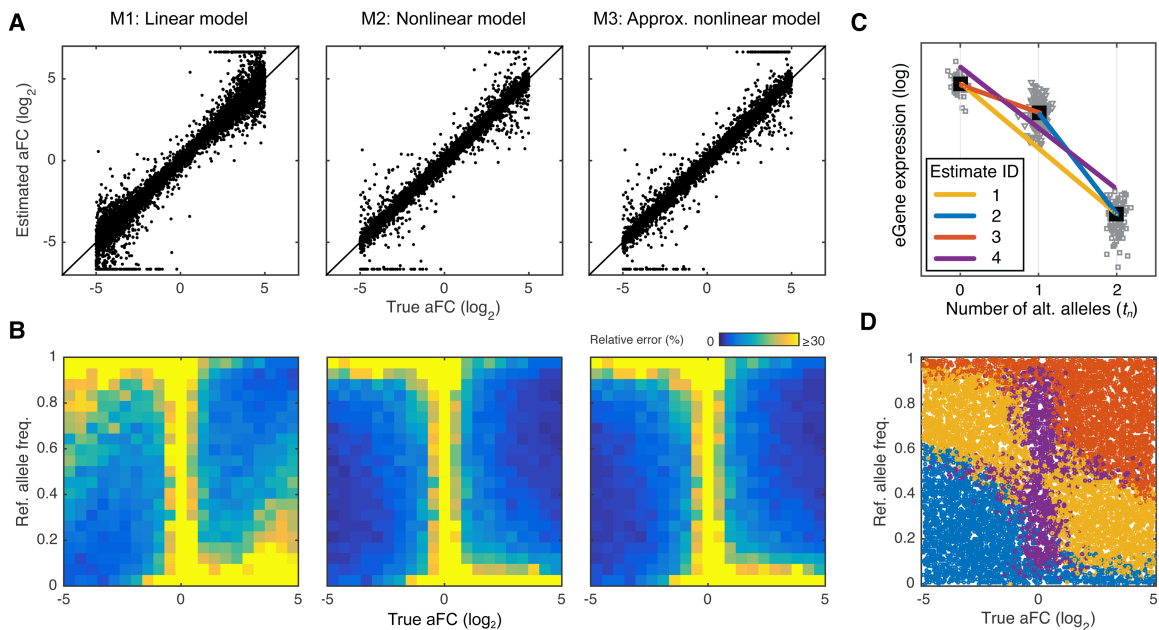 A
M1: Linear model
M2: Nonlinear model
M3: Approx. nonlinear model
Estimated aFC (log2)
5
0
-5
-5
0
5
-5
0
5
-5
0
5
True aFC (log2)
C
eGene expression (log)
Estimate ID
1
2
3
4
0
1
2
Number of alt. alleles (tn)
B
Relative error (%)
0
≥30
Ref. allele freq.
1
0.8
0.6
0.4
0.2
0
-5
0
5
-5
0
5
-5
0
5
True aFC (log2)
D
Ref. allele freq.
1
0.8
0.6
0.4
0.2
0
-5
0
5
True aFC (log2)